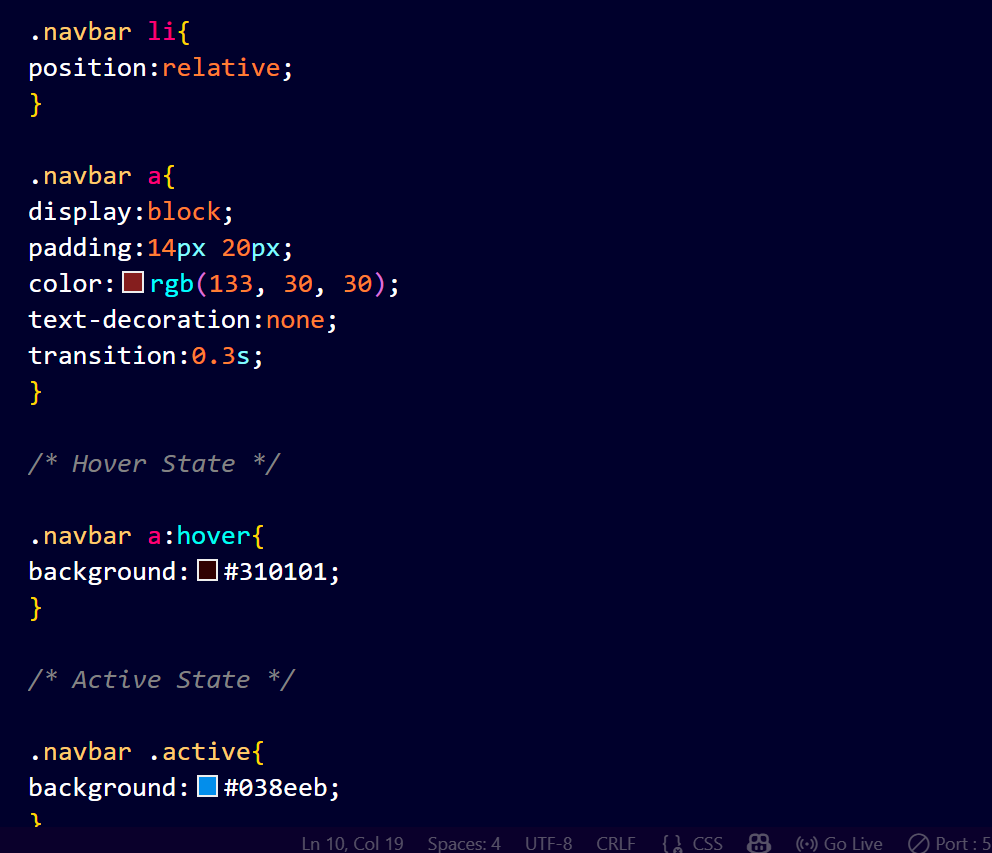 .navbar li{
position:relative;
}
.navbar a{
display:block;
padding:14px 20px;
color:rgb(133, 30, 30);
text-decoration:none;
transition:0.3s;
}
/* Hover State */
.navbar a:hover{
background:#310101;
}
/* Active State */
.navbar .active{
background:#038eeb;
}
Ln 10, Col 19 Spaces: 4 UTF-8 CRLF {} CSS Go Live Port : 5